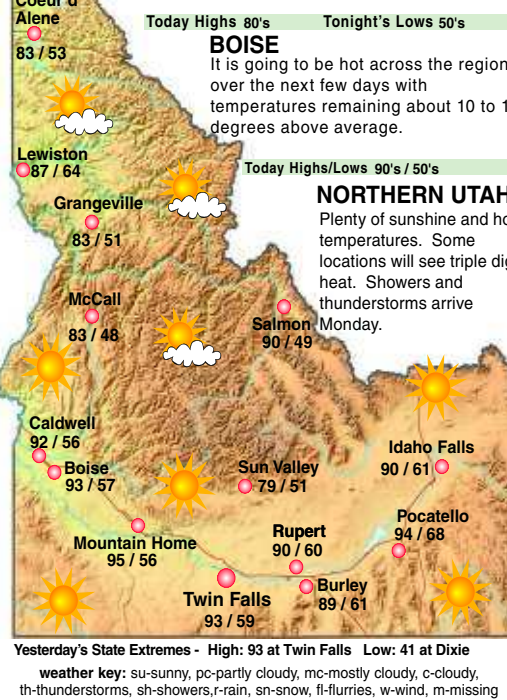 Coeur d'
Alene
83 / 53
Today Highs 80's Tonight's Lows 50's
BOISE
It is going to be hot across the region
over the next few days with
temperatures remaining about 10 to
degrees above average.
Today Highs/Lows 90's / 50's
NORTHERN UTAH
Plenty of sunshine and
temperatures. Some
locations will see triple
heat. Showers and
thunderstorms arrive
Monday.
Lewiston
87 / 64
Grangeville
83 / 51
McCall
83 / 48
Salmon
90 / 49
Caldwell
92 / 56
Boise
93 / 57
Sun Valley
79 / 51
Idaho Falls
90 / 61
Mountain Home
95 / 56
Rupert
90 / 60
Pocatello
94 / 68
Twin Falls
93 / 59
Burley
89 / 61
Yesterday's State Extremes - High: 93 at Twin Falls Low: 41 at Dixie
weather key: su-sunny, pc-partly cloudy, mc-mostly cloudy, c-cloudy,
th-thunderstorms, sh-showers,r-rain, sn-snow, fl-flurries, w-wind, m-missing